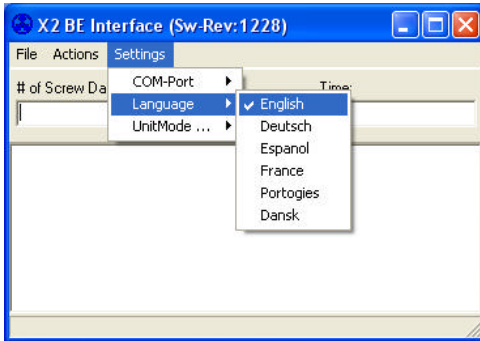 X2 BE Interface (Sw-Rev:1228)
File Actions Settings
# of Screw Da
Time:
COM-Port
Language
UnitMode ...
English
Deutsch
Espanol
France
Portogies
Dansk